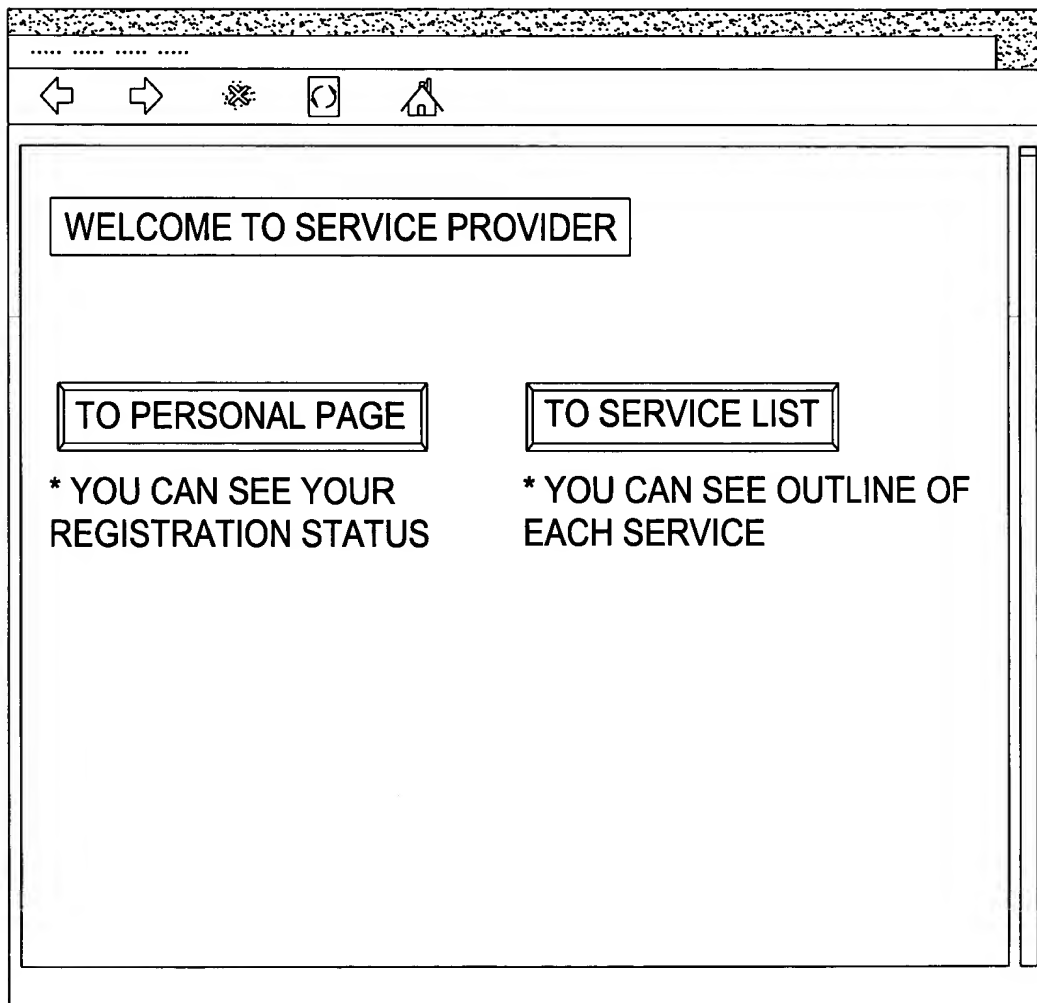 WELCOME TO SERVICE PROVIDER
TO PERSONAL PAGE
* YOU CAN SEE YOUR
REGISTRATION STATUS
TO SERVICE LIST
* YOU CAN SEE OUTLINE OF
EACH SERVICE